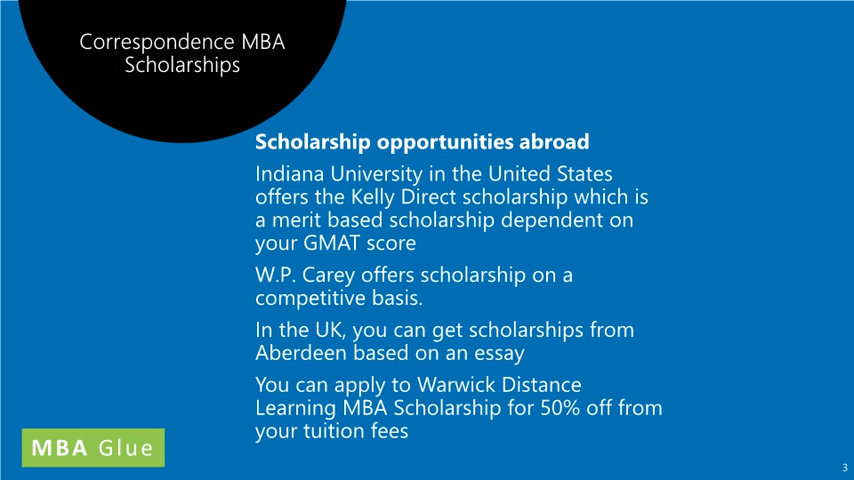 Correspondence MBA
Scholarships
Scholarship opportunities abroad
Indiana University in the United States
offers the Kelly Direct scholarship which is
a merit based scholarship dependent on
your GMAT score
W.P. Carey offers scholarship on a
competitive basis.
In the UK, you can get scholarships from
Aberdeen based on an essay
You can apply to Warwick Distance
Learning MBA Scholarship for 50% off from
your tuition fees
MBA Glue
3